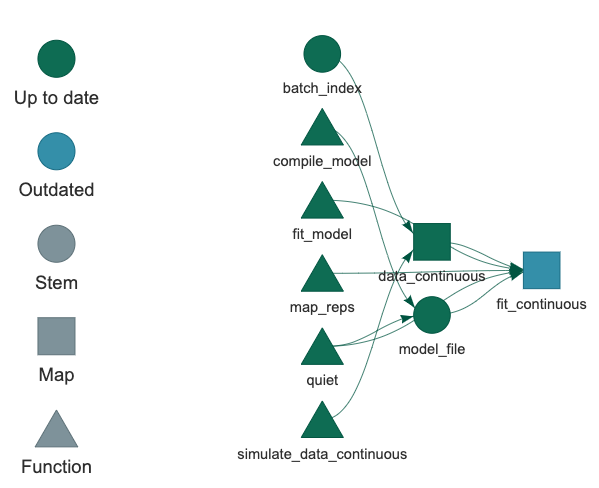 Up to date
Outdated
Stem
Map
Function
batch_index
compile_model
fit_model
map_reps
quiet
simulate_data_continuous
data_continuous
model_file
fit_continuous